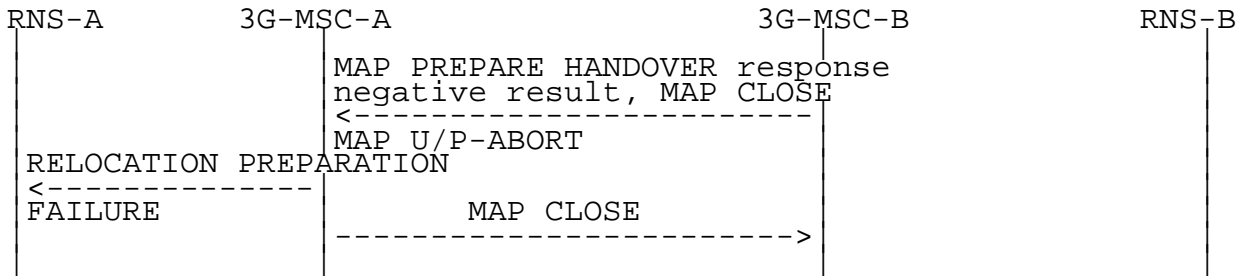 RNS-A 3G-MSC-A 3G-MSC-B RNS-B
MAP PREPARE HANDOVER response
negative result, MAP CLOSE
MAP U/P-ABORT
RELOCATION PREPARATION
FAILURE MAP CLOSE